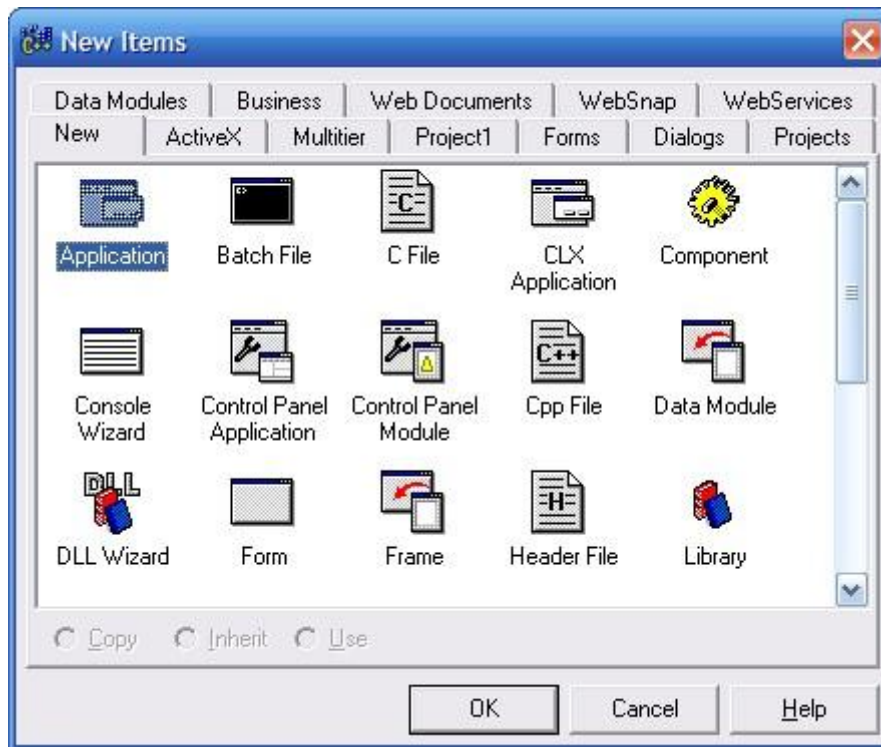 New Items
Data Modules Business Web Documents WebSnap WebServices
New ActiveX Multitier Project1 Forms Dialogs Projects
C
C++
DLL
H
Application Batch File C File CLX Application Component
Console Wizard Control Panel Application Control Panel Module Cpp File Data Module
DLL Wizard Form Frame Header File Library
Copy Inherit Use
OK Cancel Help